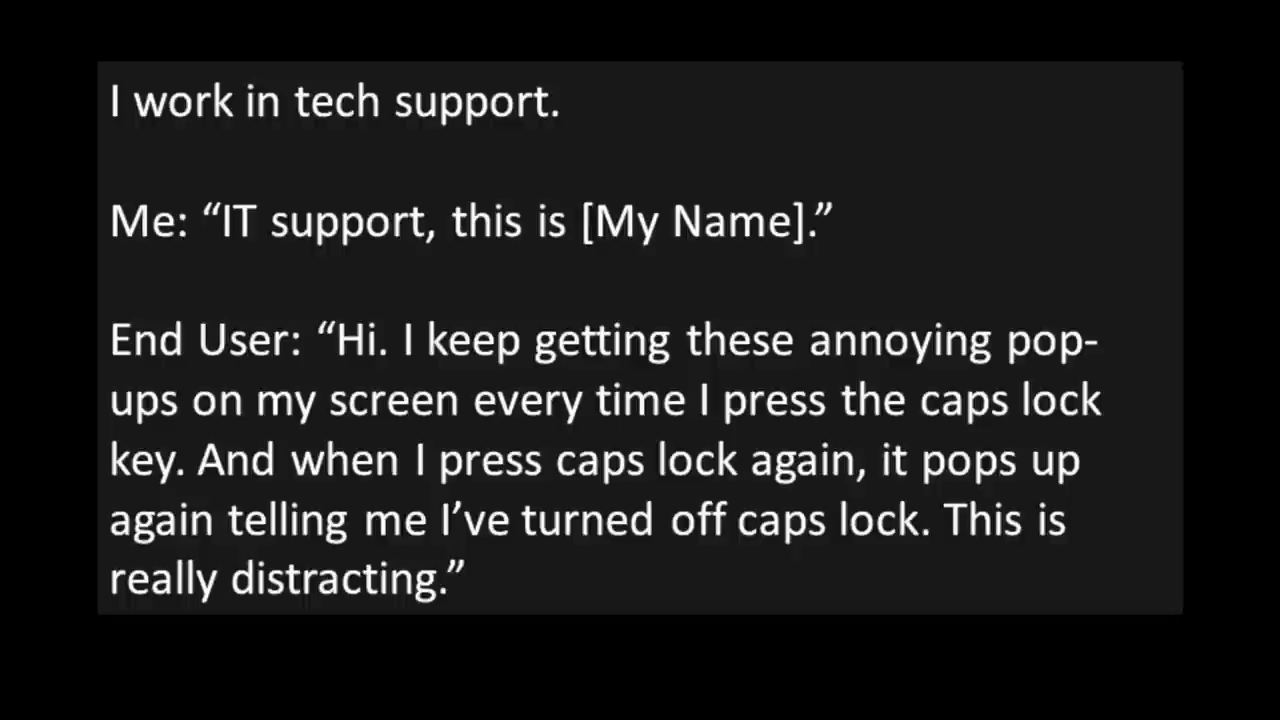 I work in tech support.
Me: “IT support, this is [My Name].”
End User: “Hi. I keep getting these annoying pop-
ups on my screen every time I press the caps lock
key. And when I press caps lock again, it pops up
again telling me I’ve turned off caps lock. This is
really distracting.”